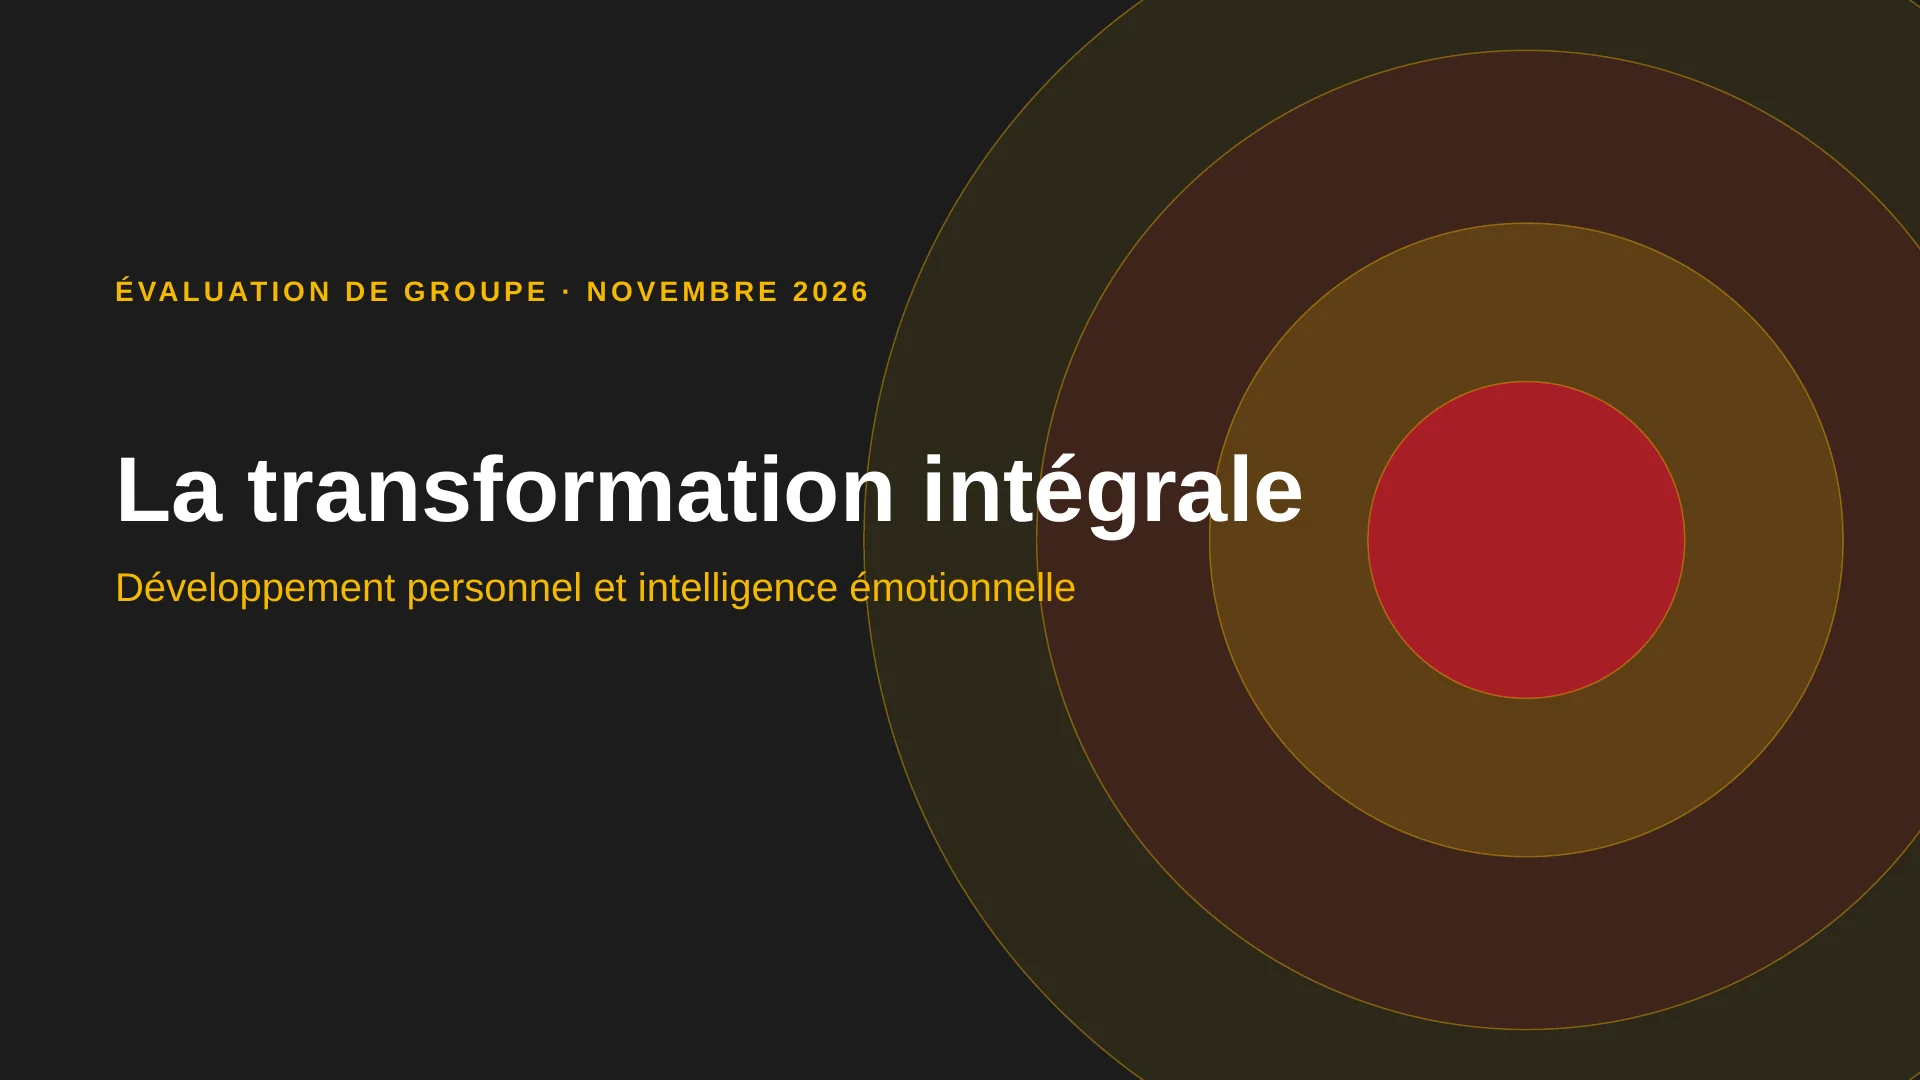 ÉVALUATION DE GROUPE · NOVEMBRE 2026
La transformation intégrale
Développement personnel et intelligence émotionnelle